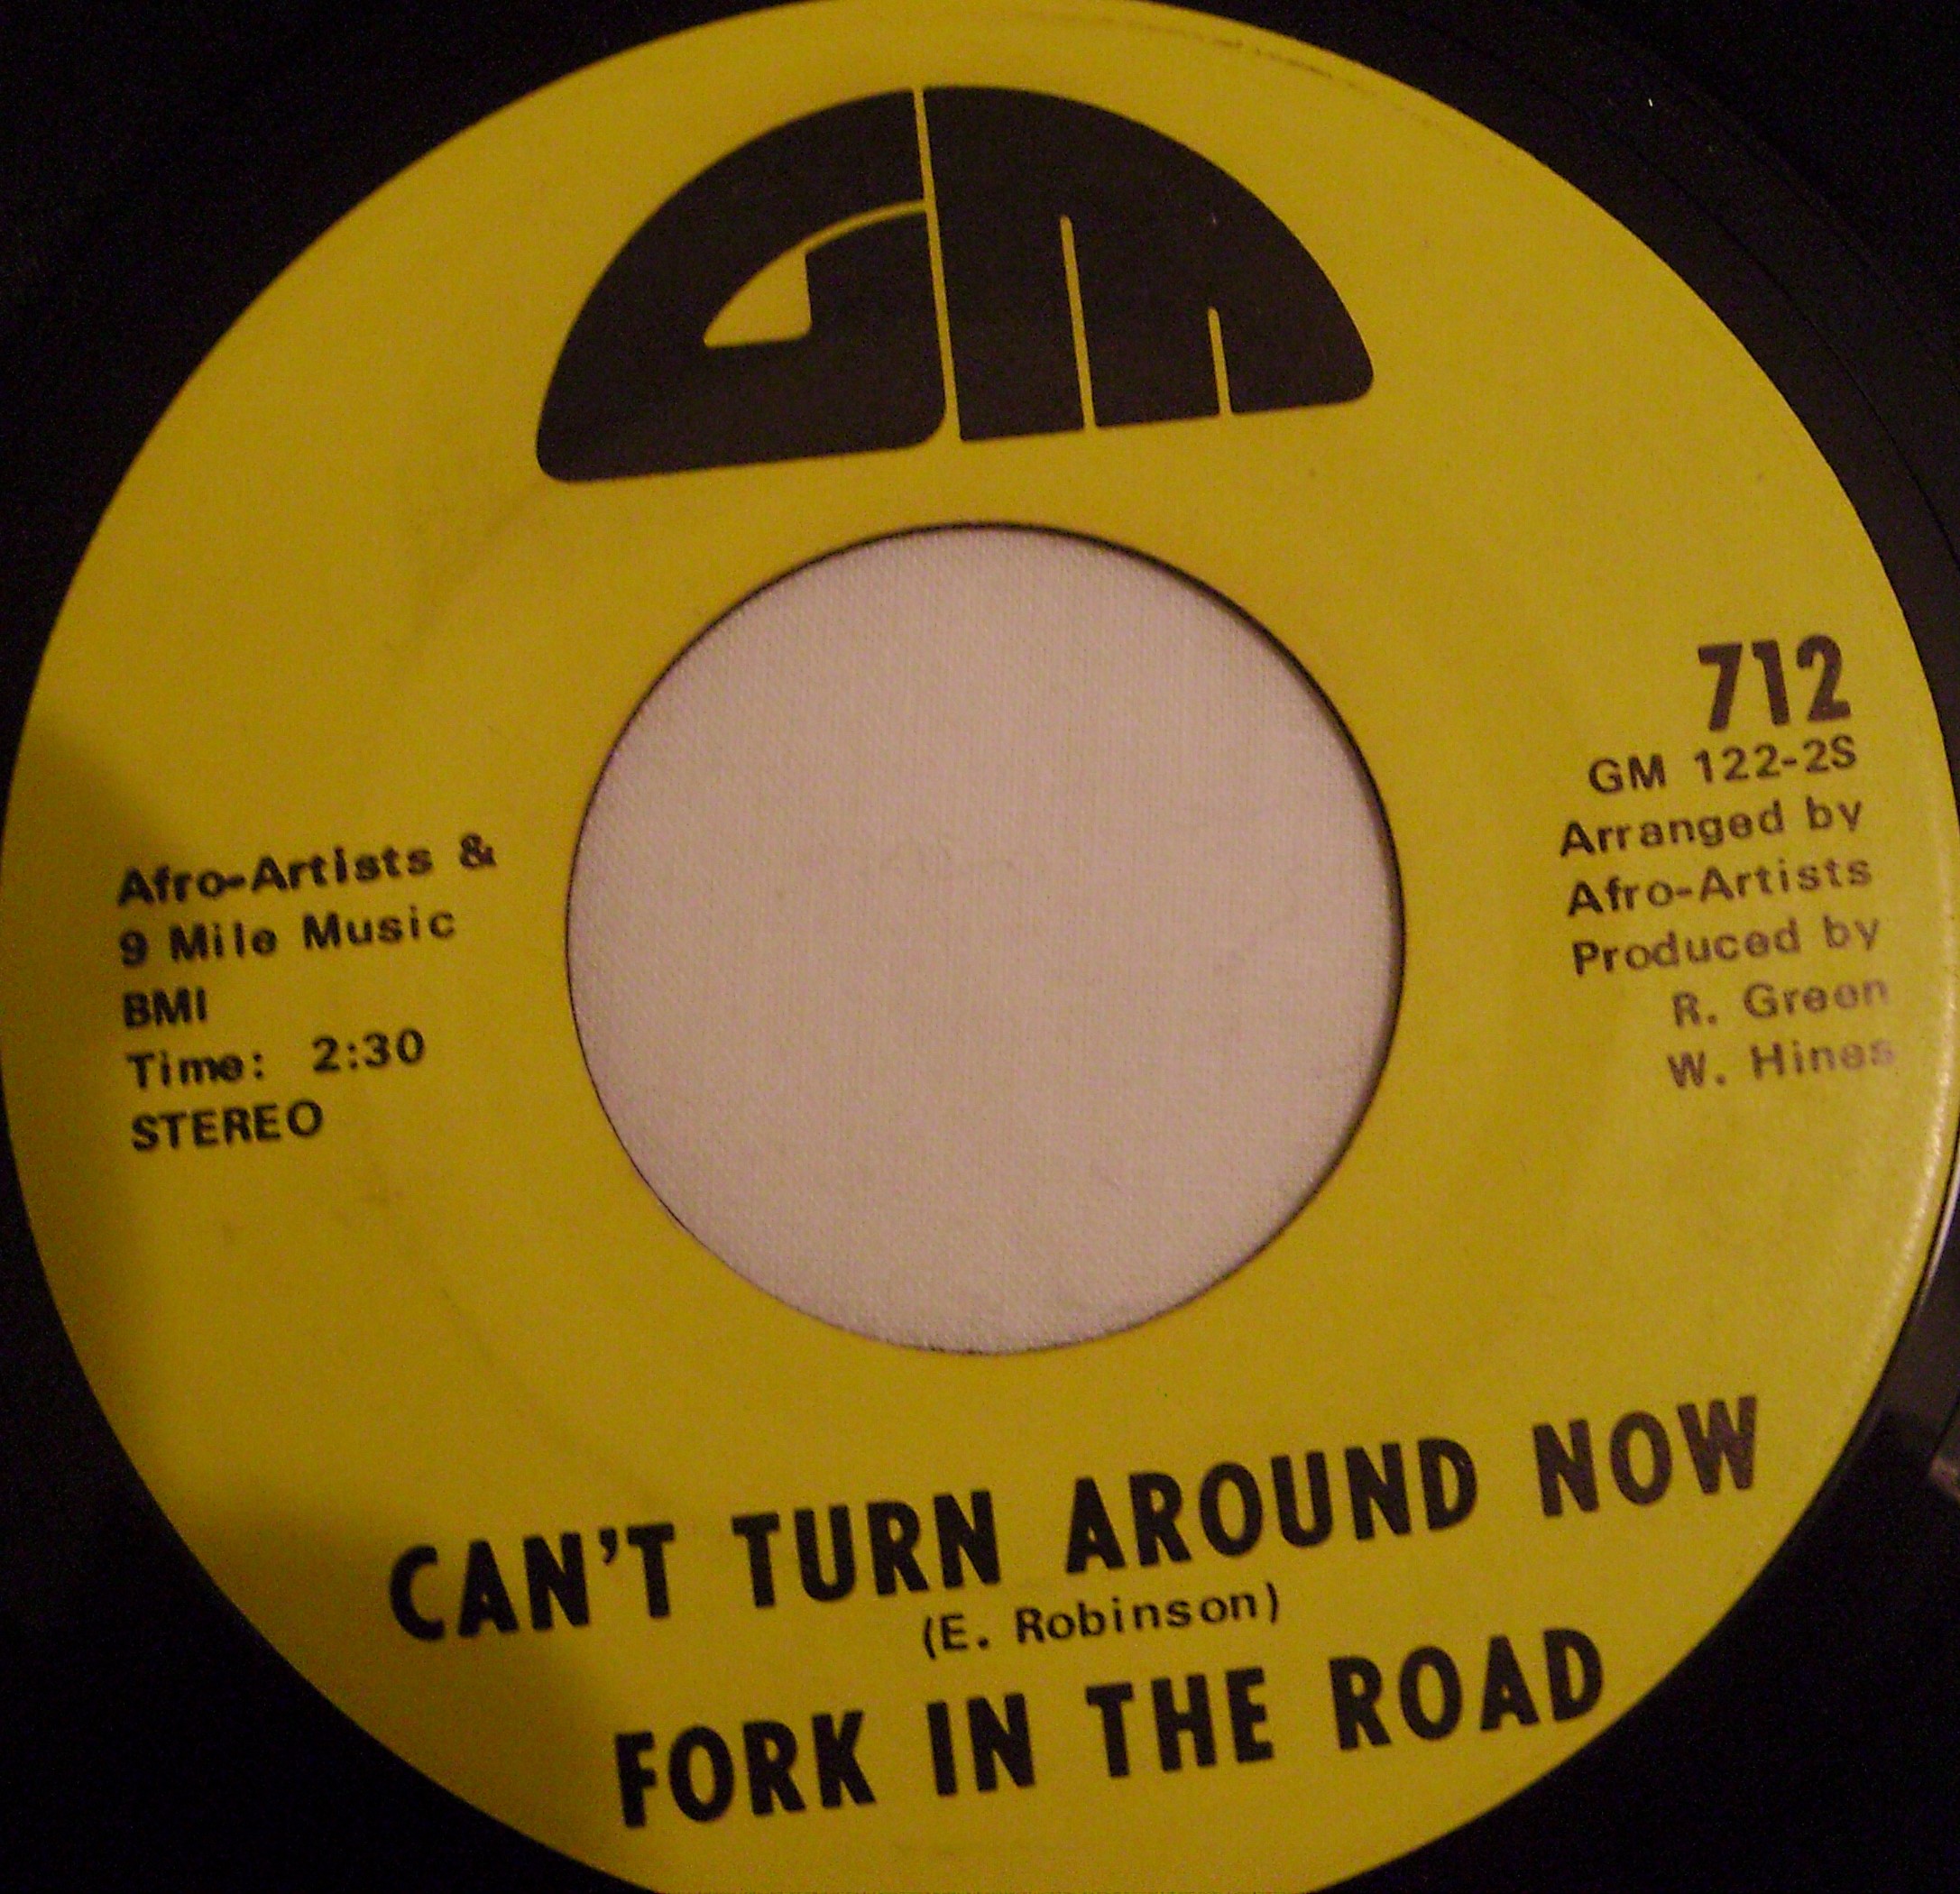 GM
712
GM 122-2S
Arranged by
Afro-Artists
Produced by
R. Green
W. Hines
Afro-Artists &
9 Mile Music
BMI
Time: 2:30
STEREO
CAN'T TURN AROUND NOW
(E. Robinson)
FORK IN THE ROAD